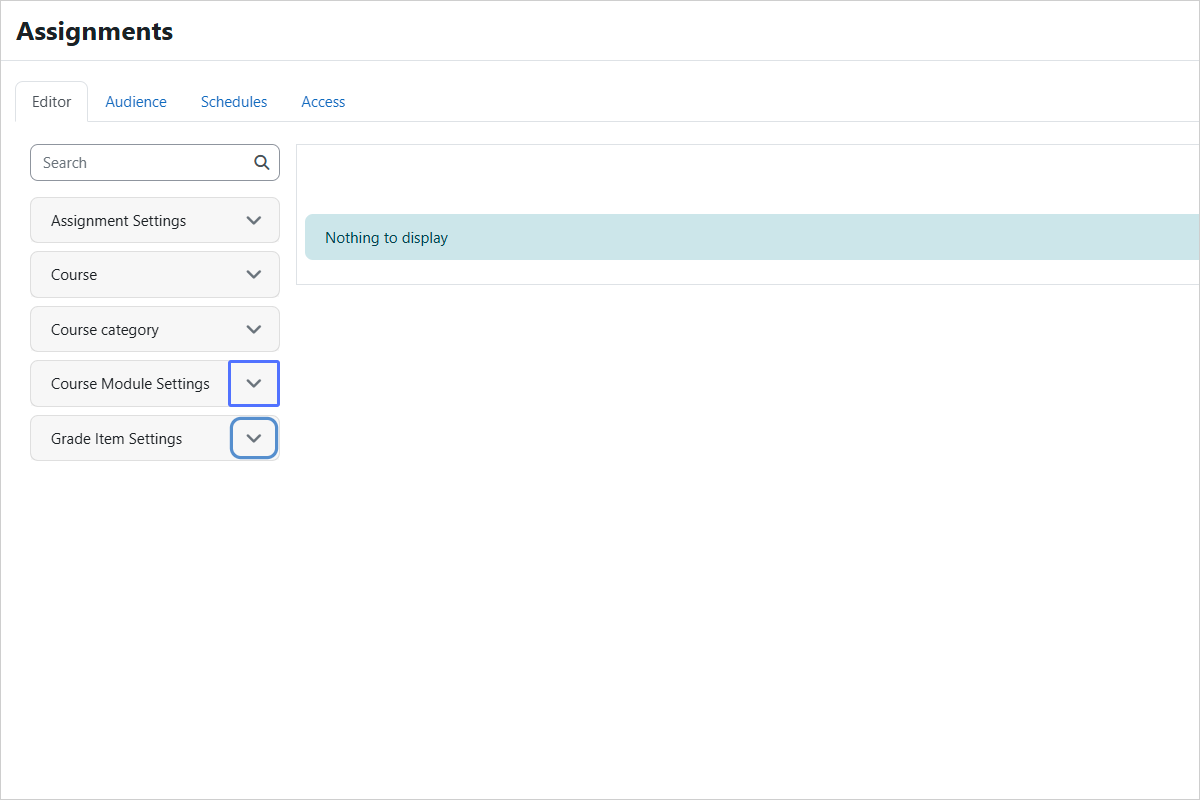 Assignments
Editor
Audience
Schedules
Access
Search
Assignment Settings
Course
Course category
Course Module Settings
Grade Item Settings
Nothing to display